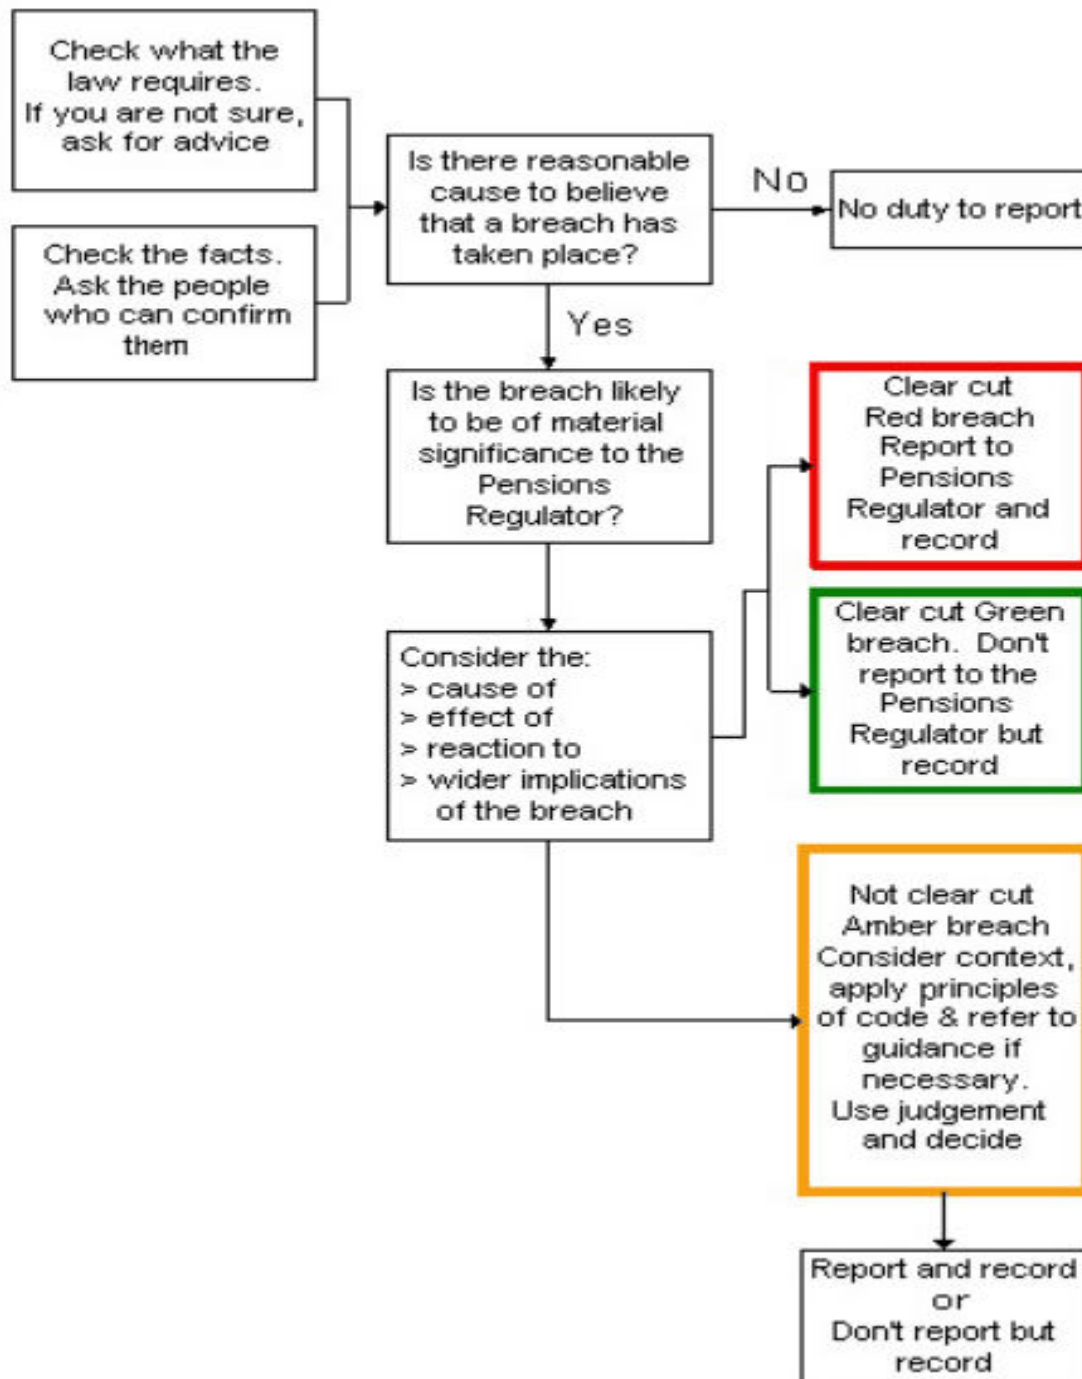 Check what the
law requires.
If you are not sure,
ask for advice
Check the facts.
Ask the people
who can confirm
them
Is there reasonable
cause to believe
that a breach has
taken place?
No
No duty to report
Yes
Is the breach likely
to be of material
significance to the
Pensions
Regulator?
Consider the:
> cause of
> effect of
> reaction to
> wider implications
of the breach
Clear cut
Red breach
Report to
Pensions
Regulator and
record
Clear cut Green
breach. Don't
report to the
Pensions
Regulator but
record
Not clear cut
Amber breach
Consider context,
apply principles
of code & refer to
guidance if
necessary.
Use judgement
and decide
Report and record
or
Don't report but
record